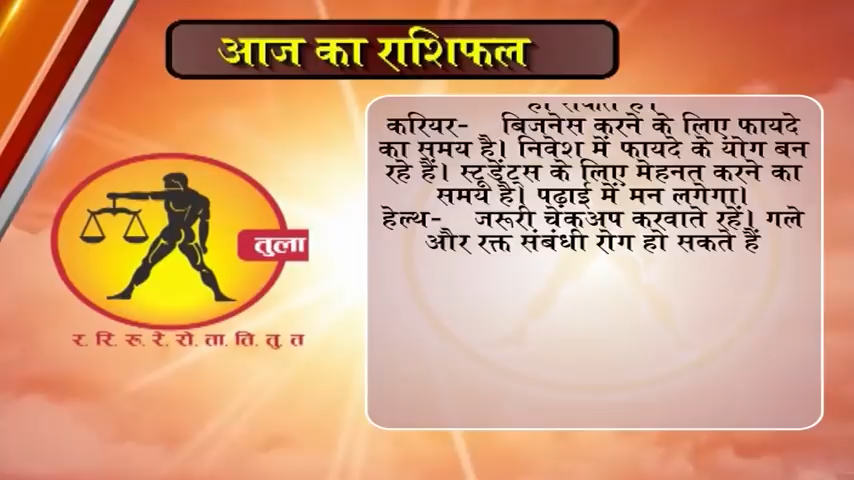 आज का राशिफल
करियर- बिजनेस करने के लिए फायदे
का समय है। निवेश में फायदे के योग बन
रहे हैं। स्टूडेंट्स के लिए मेहनत करने का
समय है। पढ़ाई में मन लगेगा।
हेल्थ- जरूरी चेकअप करवाते रहें। गले
और रक्त संबंधी रोग हो सकते हैं
तुला
र. रि. रू. रे. रो. ता. ति. तु. त